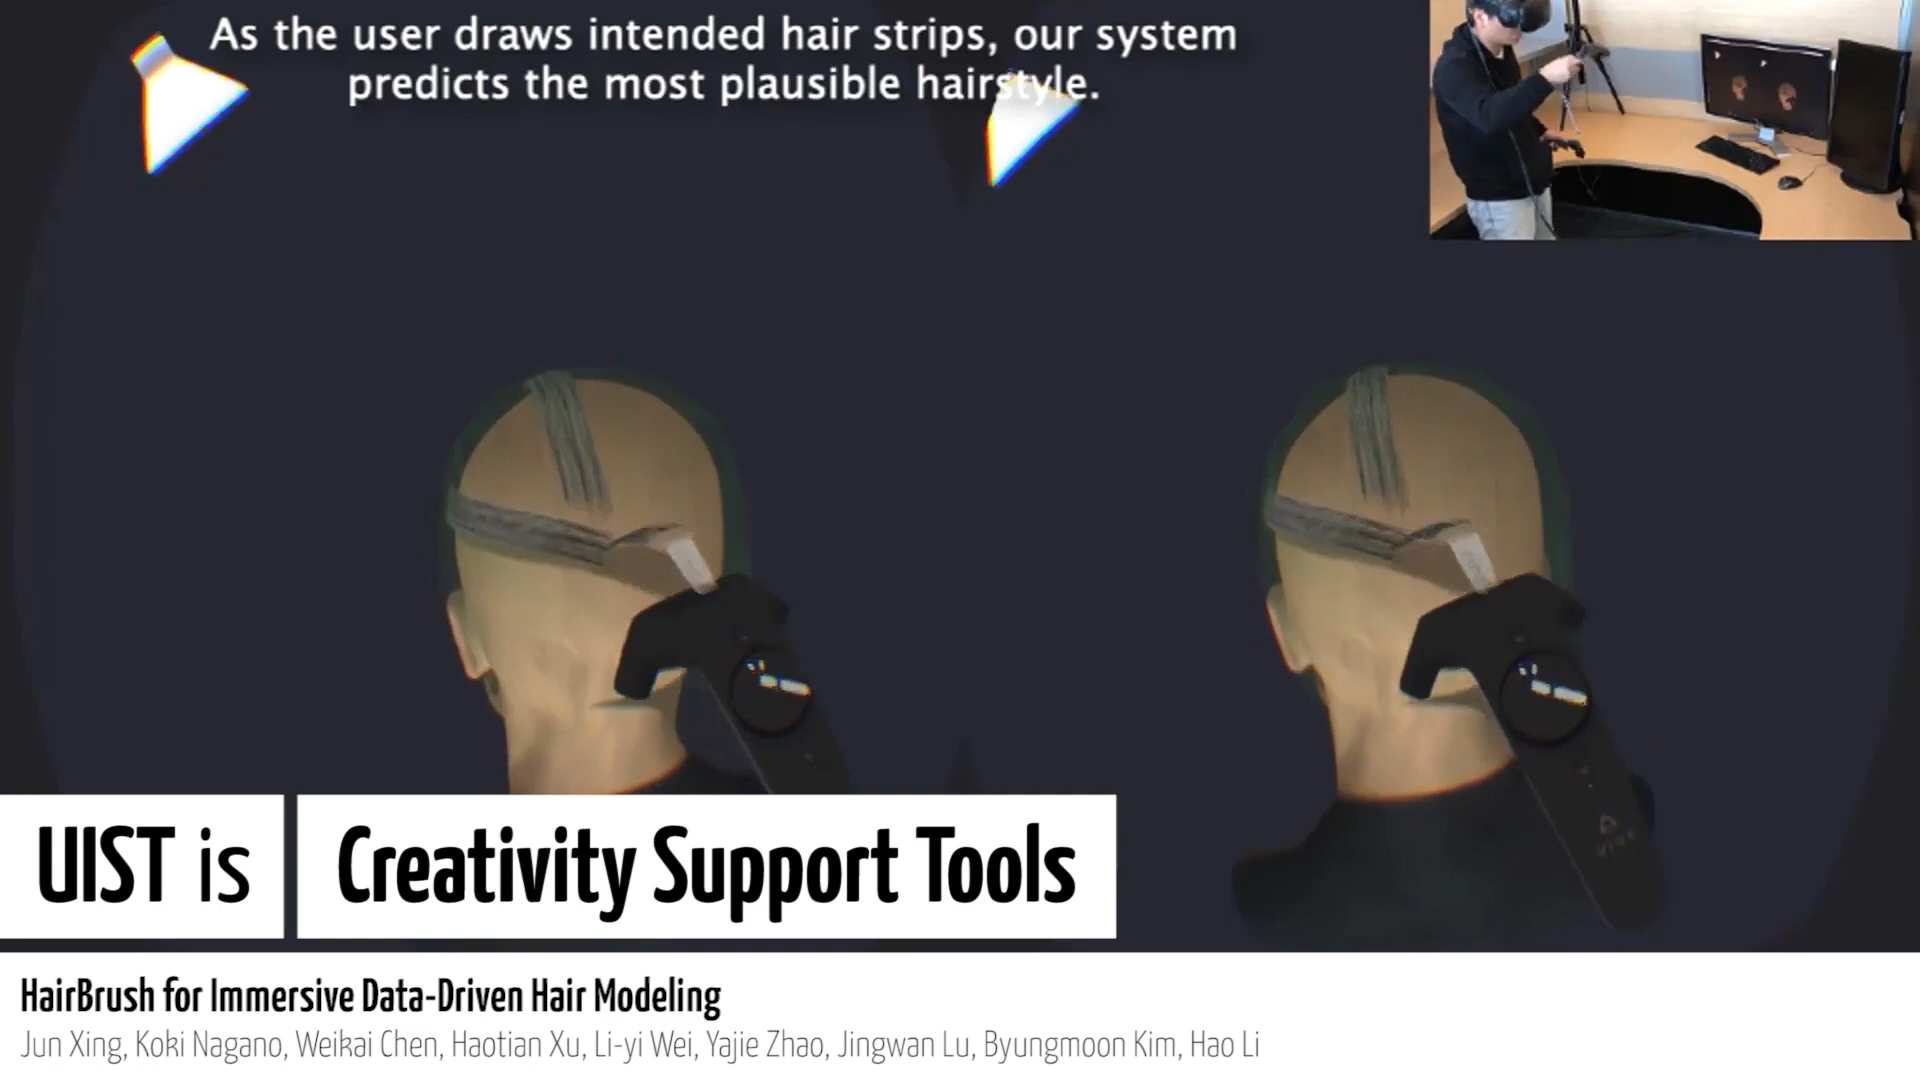 As the user draws intended hair strips, our system
predicts the most plausible hairstyle.
VIVE
UIST is
Creativity Support Tools
HairBrush for Immersive Data-Driven Hair Modeling
Jun Xing, Koki Nagano, Weikai Chen, Haotian Xu, Li-yi Wei, Yajie Zhao, Jingwan Lu, Byungmoon Kim, Hao Li